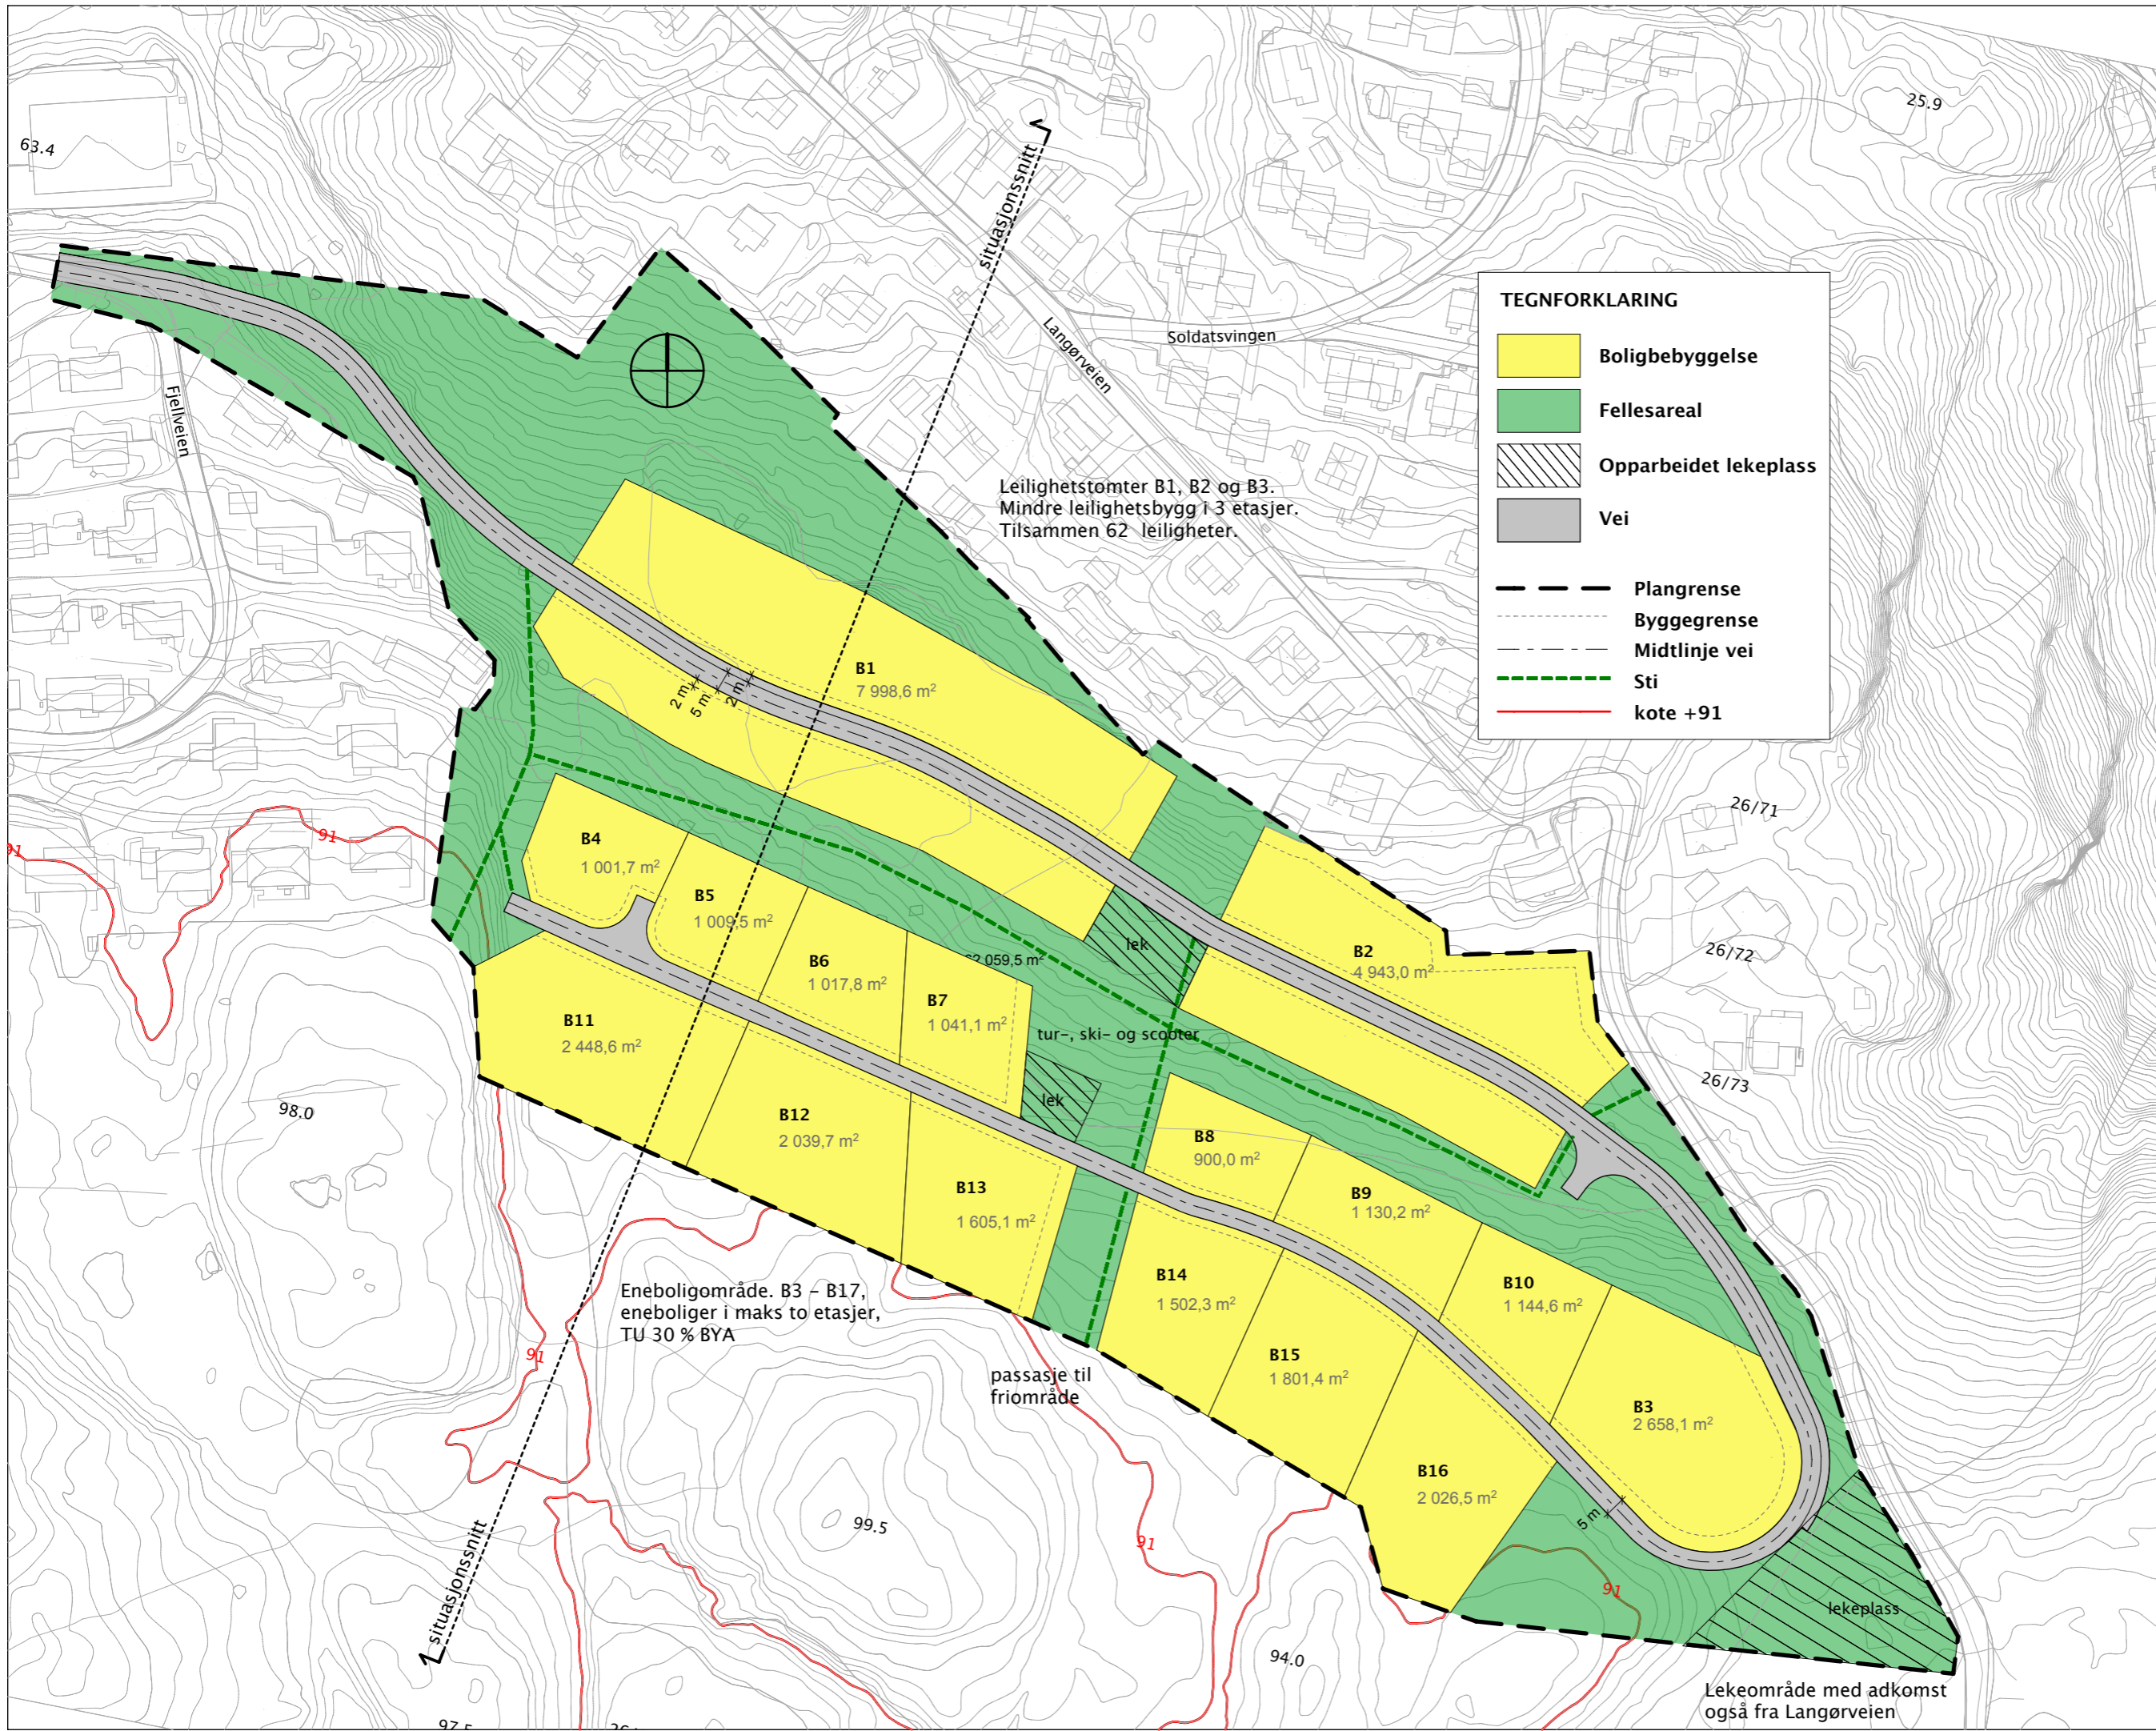 25.9
63.4
situasjonssnitt
TEGNFORKLARING
Boligbebyggelse
Fellesareal
Opparbeidet lekeplass
Vei
Plangrense
Byggegrense
Midtlinje vei
Sti
kote +91
Soldatsvingen
Langørveien
Fjellveien
Leilighetstomter B1, B2 og B3.
Mindre leilighetsbygg i 3 etasjer.
Tilsammen 62 leiligheter.
B1
7 998,6 m²
2 m
5 m
2 m
26/71
91
91
B4
1 001,7 m²
B5
1 009,5 m²
B6
1 017,8 m²
2 059,5 m²
lek
B2
4 943,0 m²
26/72
B7
1 041,1 m²
B11
2 448,6 m²
tur-, ski- og scooter
26/73
98.0
lek
B12
2 039,7 m²
B8
900,0 m²
B13
1 605,1 m²
B9
1 130,2 m²
B14
1 502,3 m²
B10
1 144,6 m²
Eneboligområde. B3 – B17,
eneboliger i maks to etasjer,
TU 30 % BYA
91
passasje til
friområde
B15
1 801,4 m²
B3
2 658,1 m²
B16
2 026,5 m²
5 m
99.5
91
situasjonssnitt
91
lekeplass
94.0
Lekeområde med adkomst
også fra Langørveien